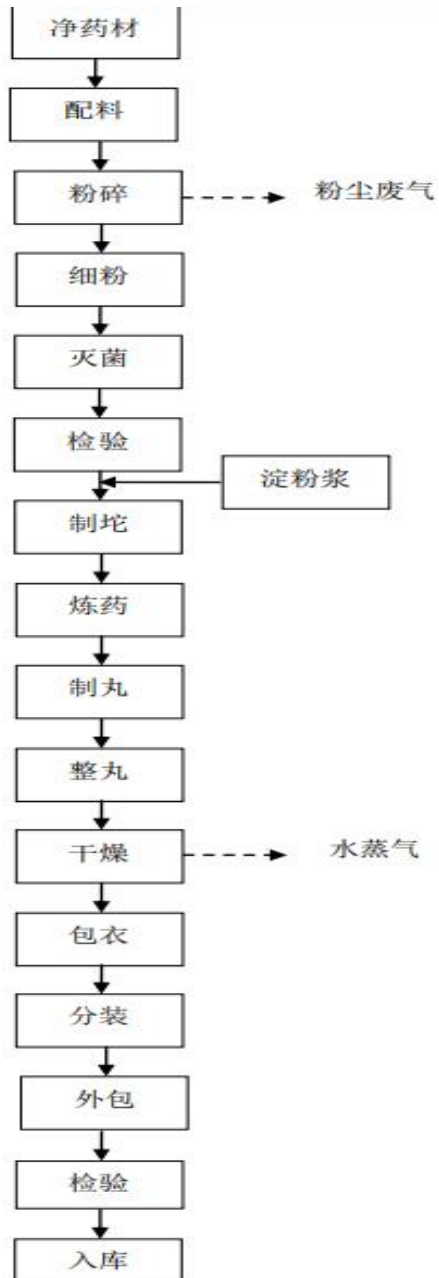 净药材
配料
粉碎
粉尘废气
细粉
灭菌
检验
淀粉浆
制坨
炼药
制丸
整丸
干燥
水蒸气
包衣
分装
外包
检验
入库